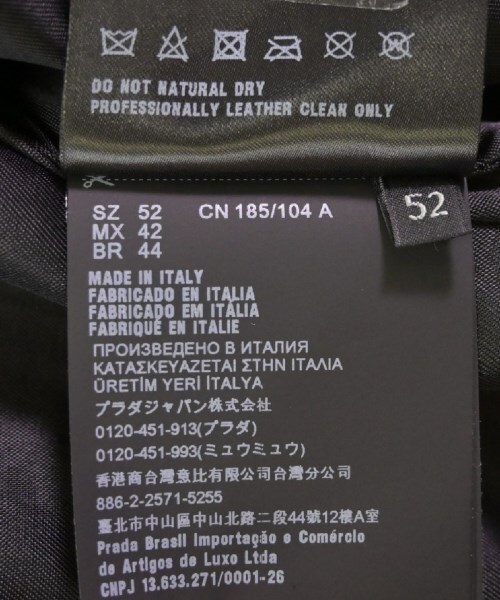 DO NOT NATURAL DRY
PROFESSIONALLY LEATHER CLEAN ONLY
SZ 52 CN 185/104 A
MX 42
BR 44
52
MADE IN ITALY
FABRICADO EN ITALIA
FABRICADO EM ITÁLIA
FABRIQUÉ EN ITALIE
ПРОИЗВЕДЕНО В ИТАЛИЯ
ΚΑΤΑΣΚΕΥΑΖΕΤΑΙ ΣΤΗΝ ΙΤΑΛΙΑ
ÜRETİM YERİ İTALYA
プラダジャパン株式会社
0120-451-913(プラダ)
0120-451-993(ミュウミュウ)
香港商台灣意比有限公司台灣分公司
886-2-2571-5255
臺北市中山區中山北路二段44號12樓A室
Prada Brasil Importação e Comércio
de Artigos de Luxo Ltda
CNPJ 13.633.271/0001-26